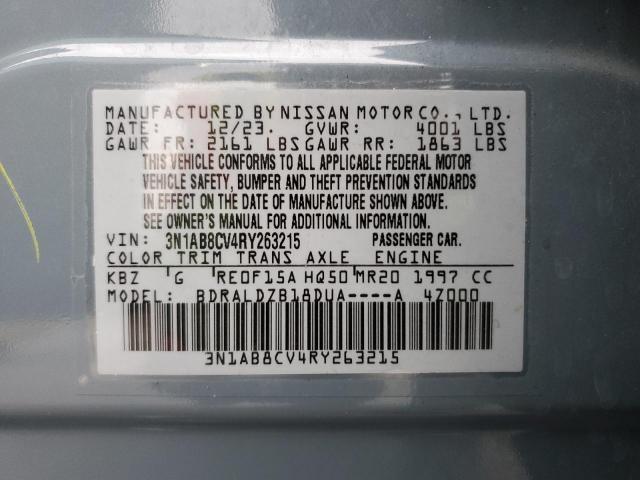 MANUFACTURED BY NISSAN MOTOR CO., LTD.
DATE: 12/23. GVWR: 4001 LBS
GAWR FR: 2161 LBS GAWR RR: 1863 LBS
THIS VEHICLE CONFORMS TO ALL APPLICABLE FEDERAL MOTOR
VEHICLE SAFETY, BUMPER AND THEFT PREVENTION STANDARDS
IN EFFECT ON THE DATE OF MANUFACTURE SHOWN ABOVE.
SEE OWNER'S MANUAL FOR ADDITIONAL INFORMATION.
VIN: 3N1AB8CV4RY263215 PASSENGER CAR.
COLOR TRIM TRANS AXLE ENGINE
KBZ G RE0F15A HQ50 MR20 1997 CC
MODEL: BDRALDZB18DUA----A 4Z000
3N1AB8CV4RY263215